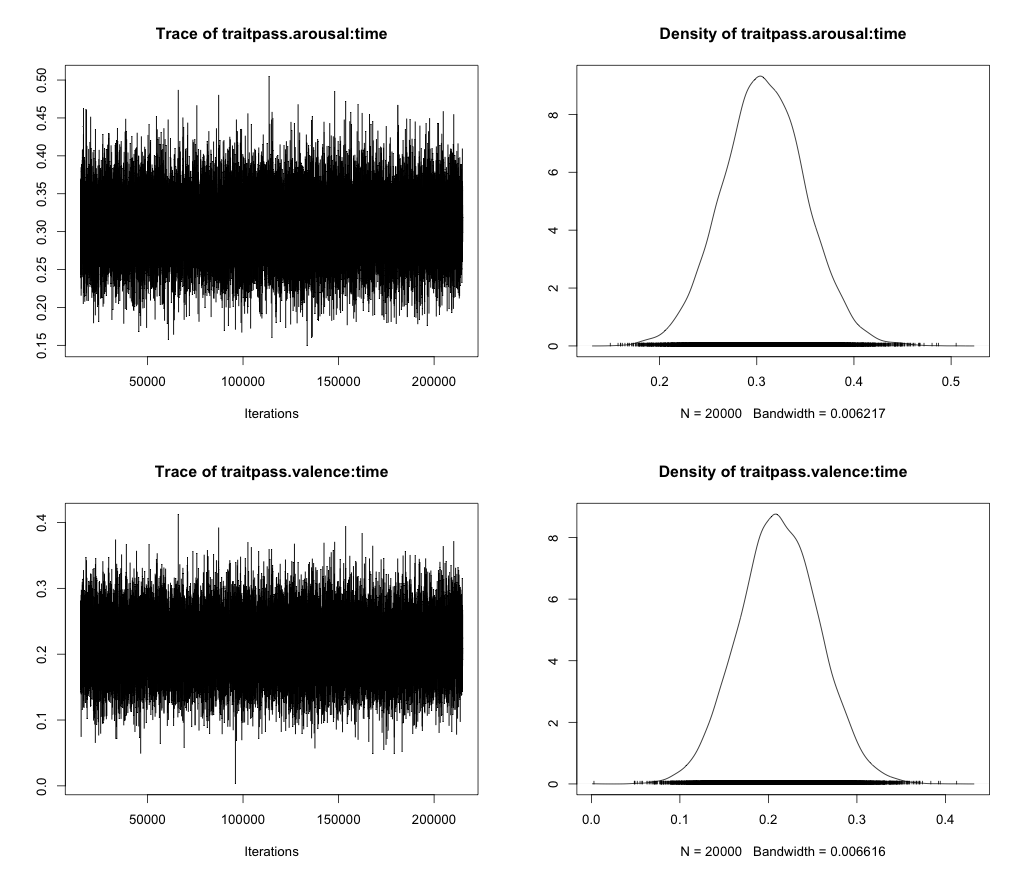 Trace of traitpass.arousal:time
0.50
0.45
0.40
0.35
0.30
0.25
0.20
0.15
50000 100000 150000 200000
Iterations
Density of traitpass.arousal:time
8
6
4
2
0
0.2 0.3 0.4 0.5
N = 20000 Bandwidth = 0.006217
Trace of traitpass.valence:time
0.4
0.3
0.2
0.1
0.0
50000 100000 150000 200000
Iterations
Density of traitpass.valence:time
8
6
4
2
0
0.0 0.1 0.2 0.3 0.4
N = 20000 Bandwidth = 0.006616